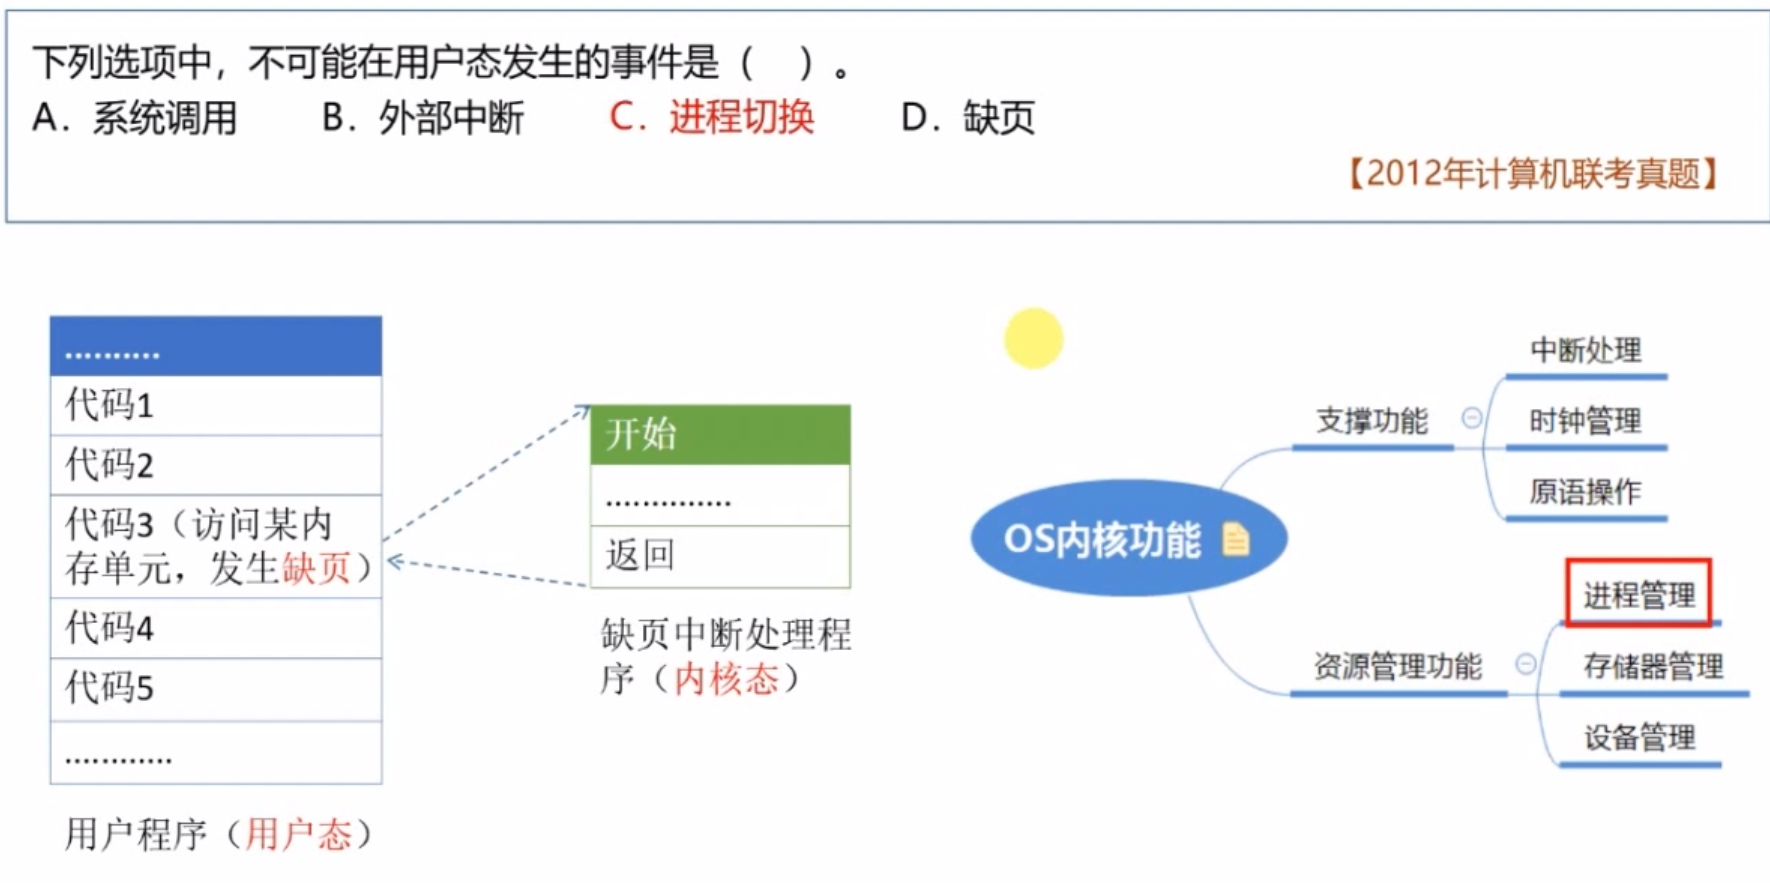 下列选项中，不可能在用户态发生的事件是（ ）。
A. 系统调用 B. 外部中断 C. 进程切换 D. 缺页
【2012年计算机联考真题】
..........
代码1
代码2
代码3（访问某内
存单元，发生缺页）
代码4
代码5
............
用户程序（用户态）
开始
..............
返回
缺页中断处理程
序（内核态）
OS内核功能
支撑功能
中断处理
时钟管理
原语操作
资源管理功能
进程管理
存储器管理
设备管理